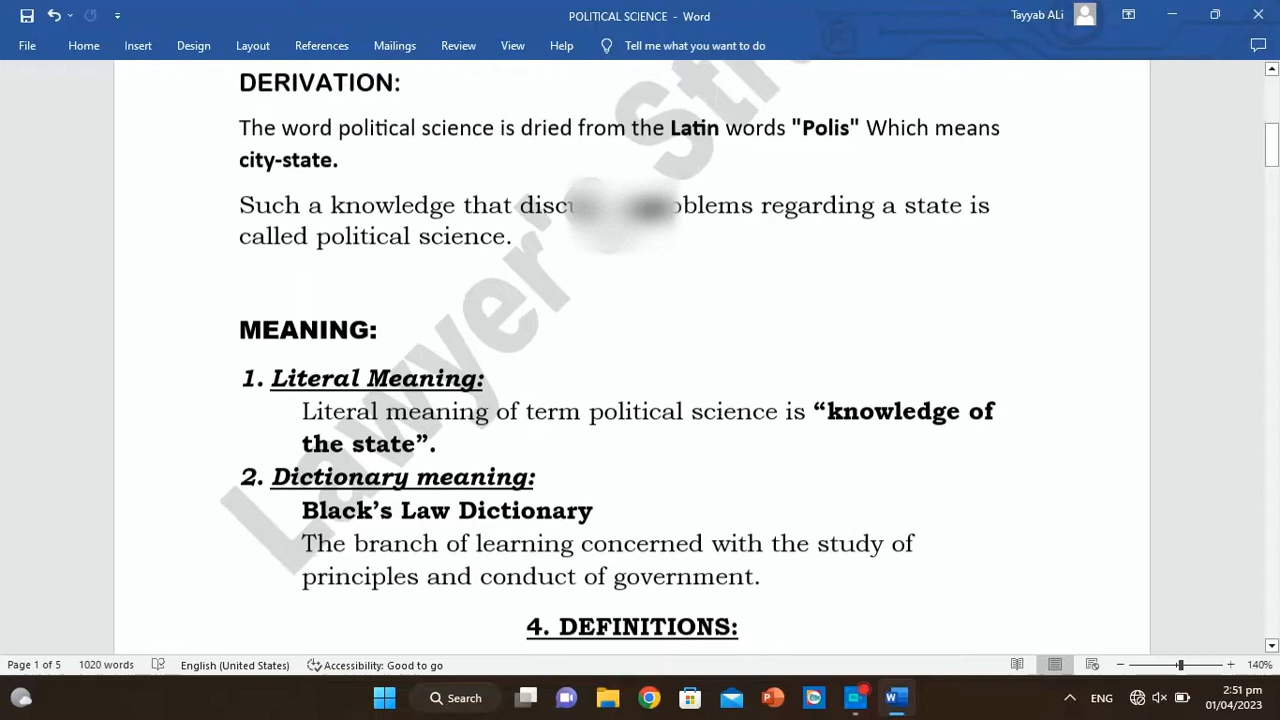 POLITICAL SCIENCE - Word
Tayyab ALi
File Home Insert Design Layout References Mailings Review View Help Tell me what you want to do
DERIVATION:
The word political science is dried from the Latin words "Polis" Which means
city-state.
Such a knowledge that regarding a state is
called political science.
MEANING:
1. Literal Meaning:
Literal meaning of term political science is “knowledge of
the state”.
2. Dictionary meaning:
Black’s Law Dictionary
The branch of learning concerned with the study of
principles and conduct of government.
4. DEFINITIONS:
Lawyer's
Page 1 of 5 1020 words English (United States) Accessibility: Good to go 140%
Search ENG 2:51 pm
01/04/2023